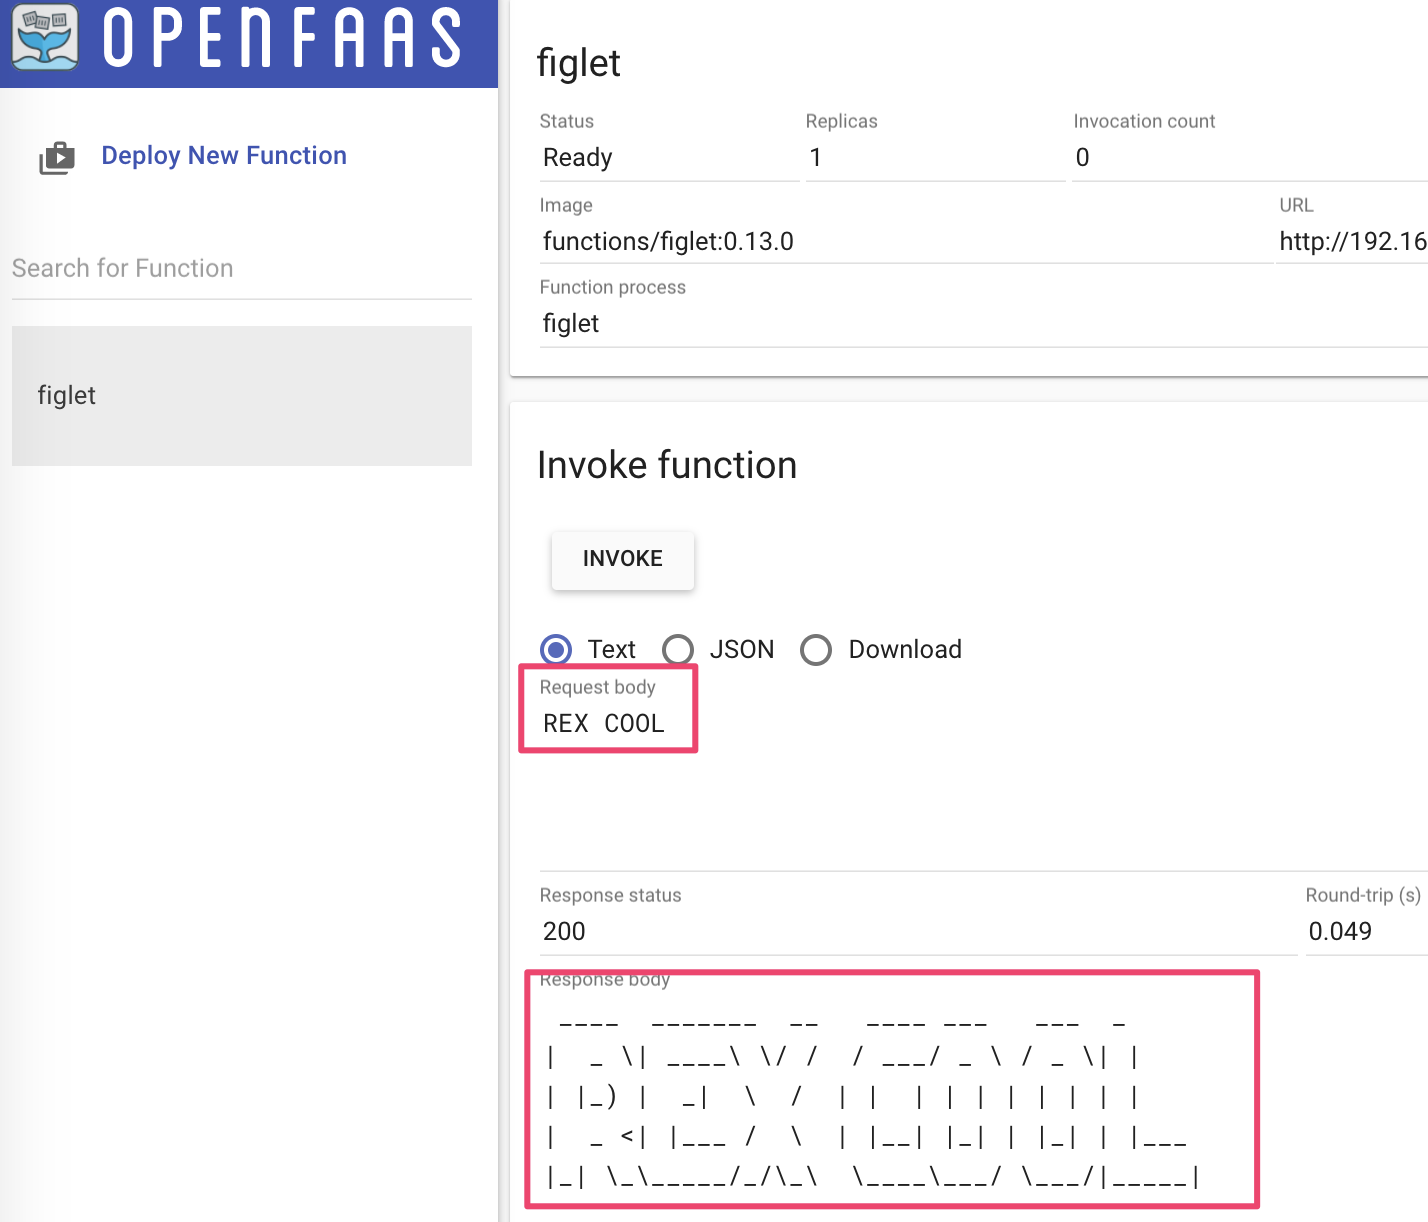 OPENFAAS
Deploy New Function
Search for Function
figlet
figlet
Status Replicas Invocation count
Ready 1 0
Image URL
functions/figlet:0.13.0 http://192.16
Function process
figlet
Invoke function
INVOKE
Text JSON Download
Request body
REX COOL
Response status Round-trip (s)
200 0.049
Response body
 ____  _______  __   ____ ___   ___  _
|  _ \| ____\ \/ /  / ___/ _ \ / _ \| |
| |_) |  _|  \  /  | |  | | | | | | | |
|  _ <| |___ /  \  | |__| |_| | |_| | |___
|_| \_\_____/_/\_\  \____\___/ \___/|_____|